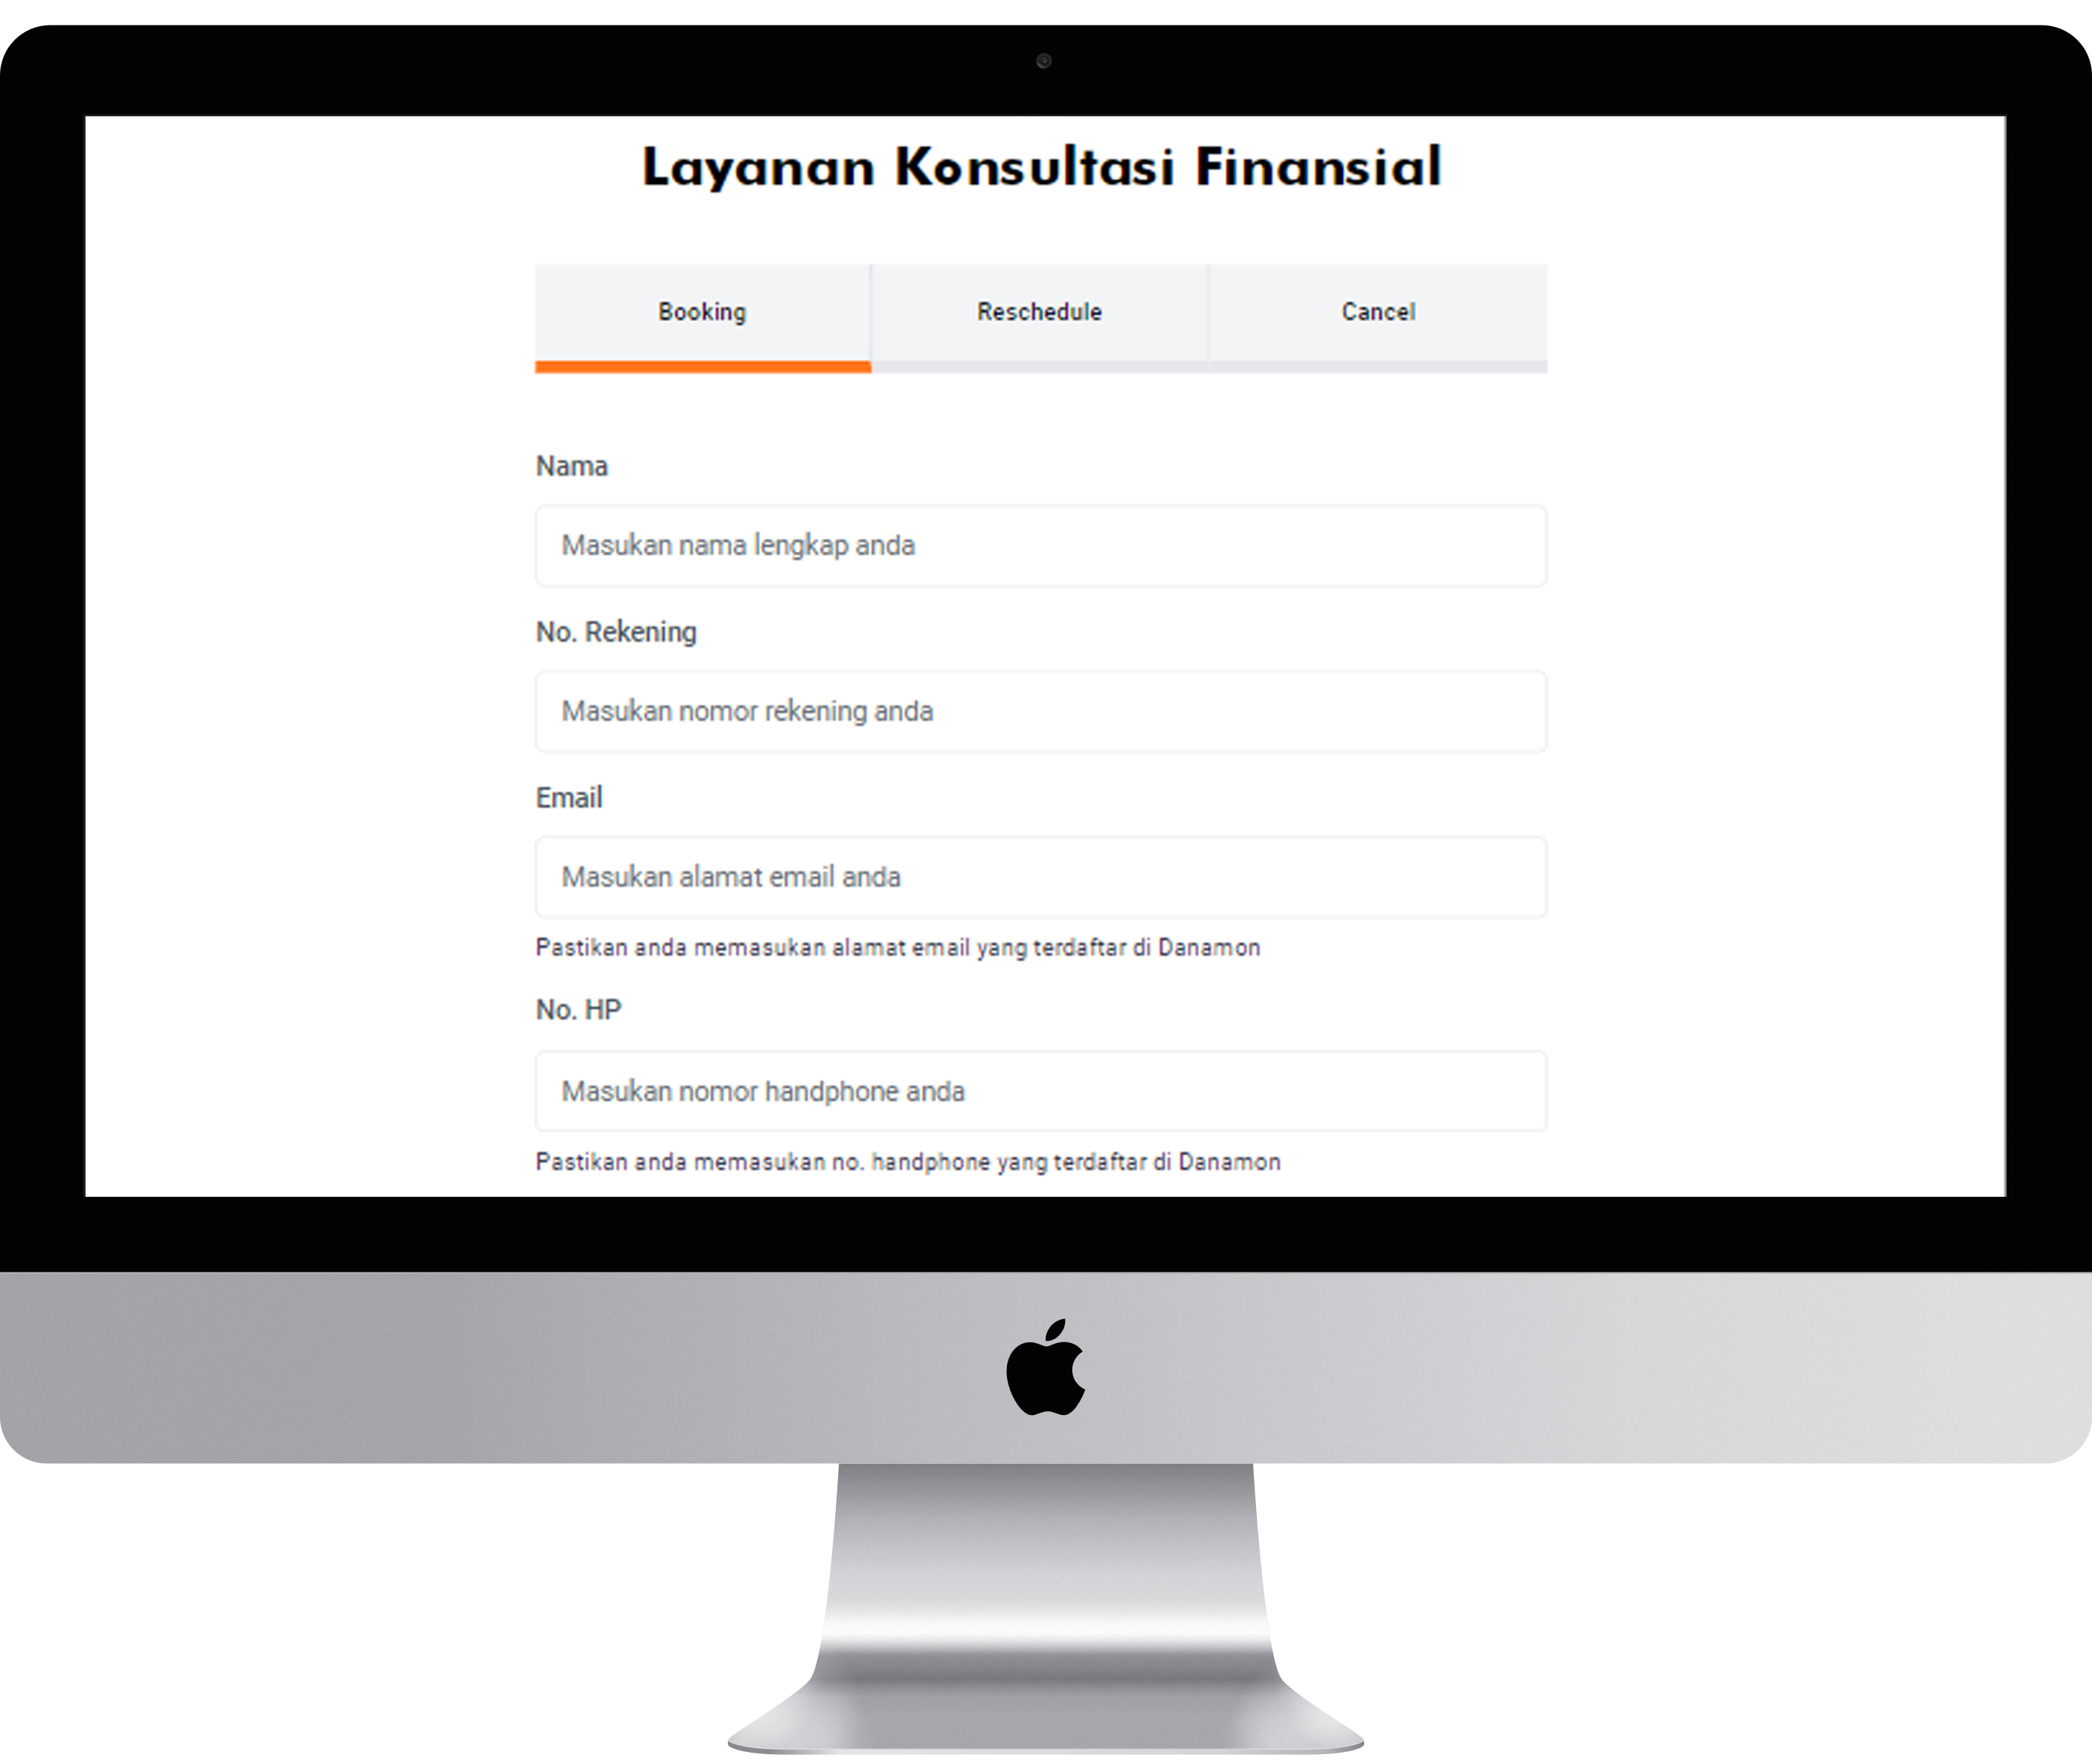 Layanan Konsultasi Finansial
Booking Reschedule Cancel
Nama
Masukan nama lengkap anda
No. Rekening
Masukan nomor rekening anda
Email
Masukan alamat email anda
Pastikan anda memasukan alamat email yang terdaftar di Danamon
No. HP
Masukan nomor handphone anda
Pastikan anda memasukan no. handphone yang terdaftar di Danamon